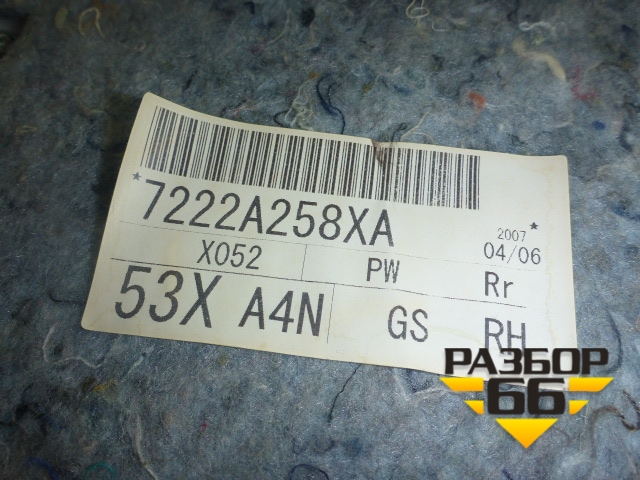 *7222A258XA*
2007
04/06
X052 PW Rr
53X A4N GS RH
РАЗБОР
66